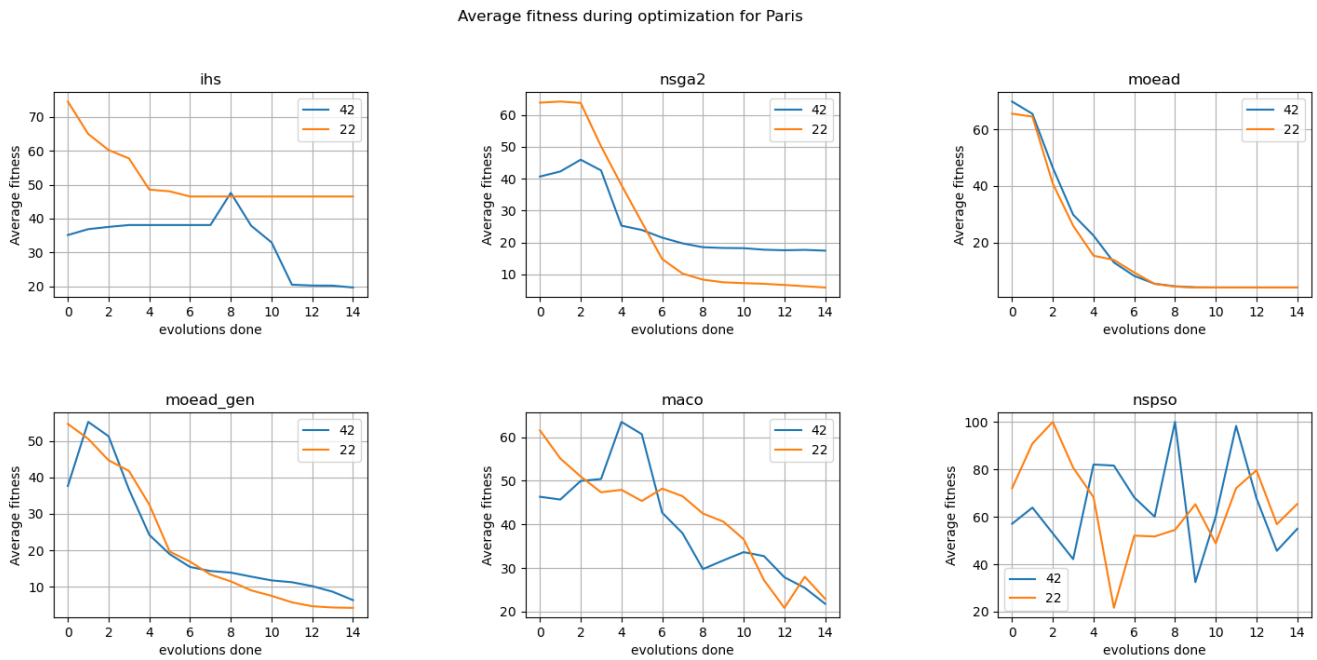 Average fitness during optimization for Paris
ihs
Average fitness
70
60
50
40
30
20
42
22
0 2 4 6 8 10 12 14
evolutions done
nsga2
Average fitness
60
50
40
30
20
10
42
22
0 2 4 6 8 10 12 14
evolutions done
moead
Average fitness
60
40
20
42
22
0 2 4 6 8 10 12 14
evolutions done
moead_gen
Average fitness
50
40
30
20
10
42
22
0 2 4 6 8 10 12 14
evolutions done
maco
Average fitness
60
50
40
30
20
42
22
0 2 4 6 8 10 12 14
evolutions done
nspso
Average fitness
100
80
60
40
20
42
22
0 2 4 6 8 10 12 14
evolutions done